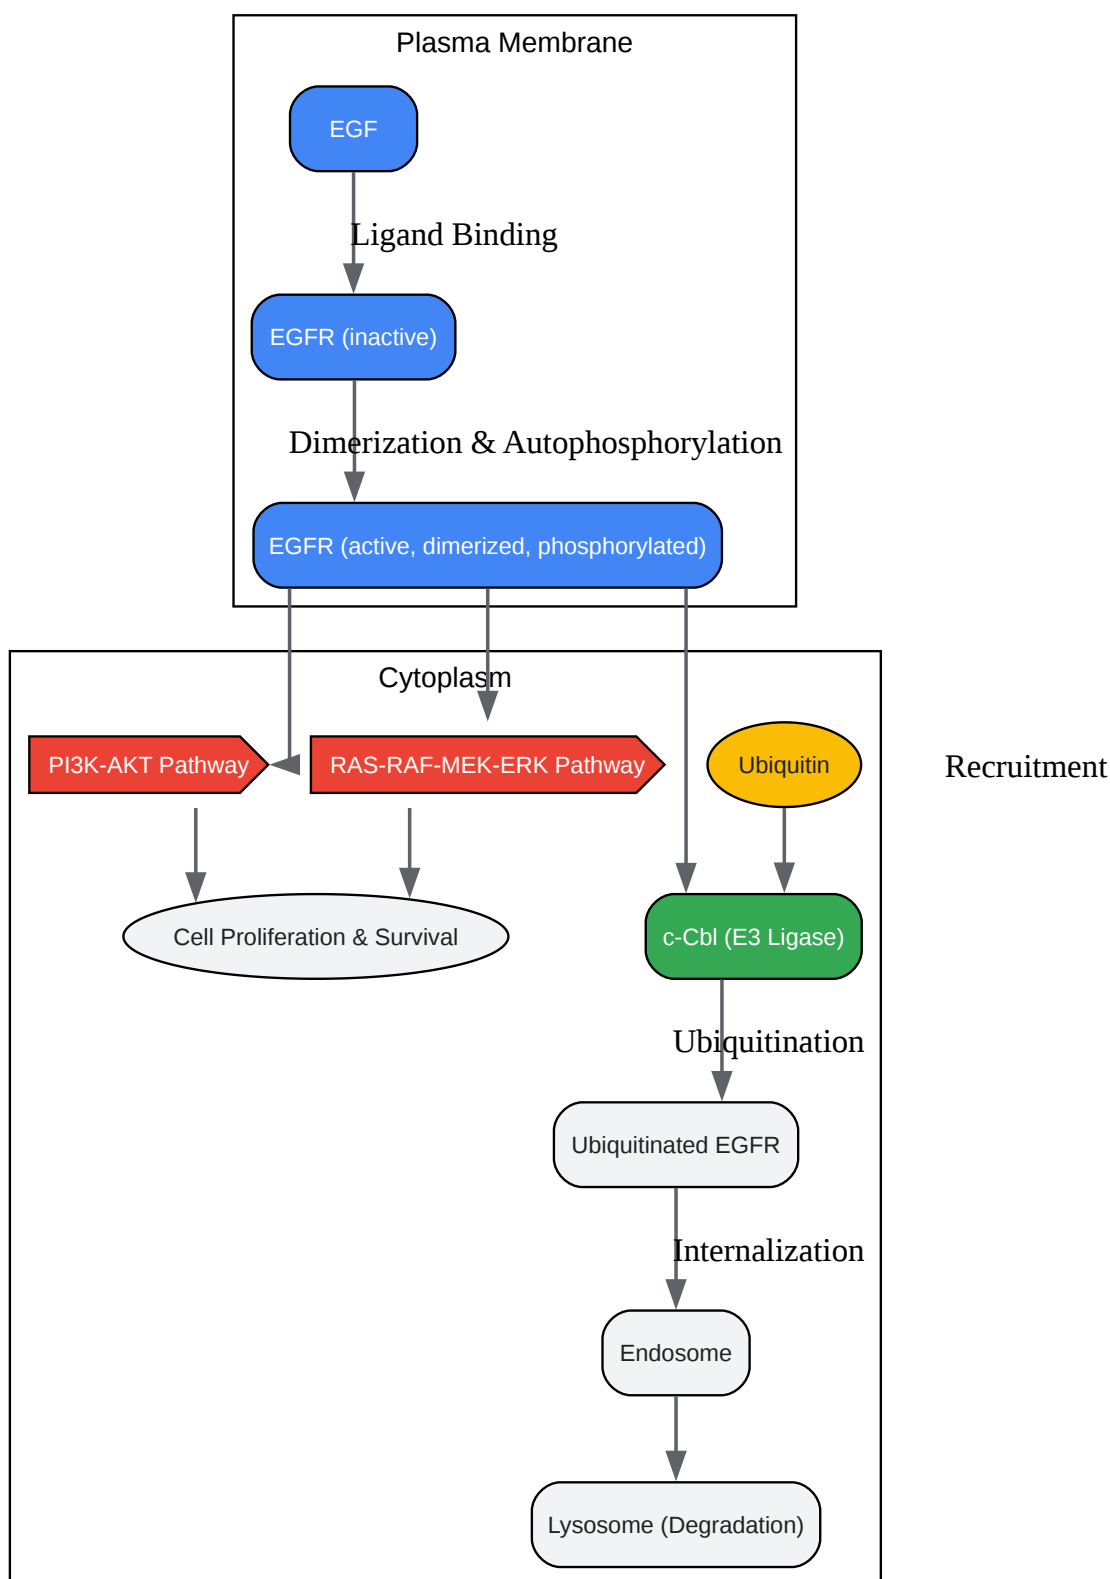 Plasma Membrane
EGF
Ligand Binding
EGFR (inactive)
Dimerization & Autophosphorylation
EGFR (active, dimerized, phosphorylated)
Cytoplasm
PI3K-AKT Pathway
RAS-RAF-MEK-ERK Pathway
Ubiquitin
Recruitment
Cell Proliferation & Survival
c-Cbl (E3 Ligase)
Ubiquitination
Ubiquitinated EGFR
Internalization
Endosome
Lysosome (Degradation)